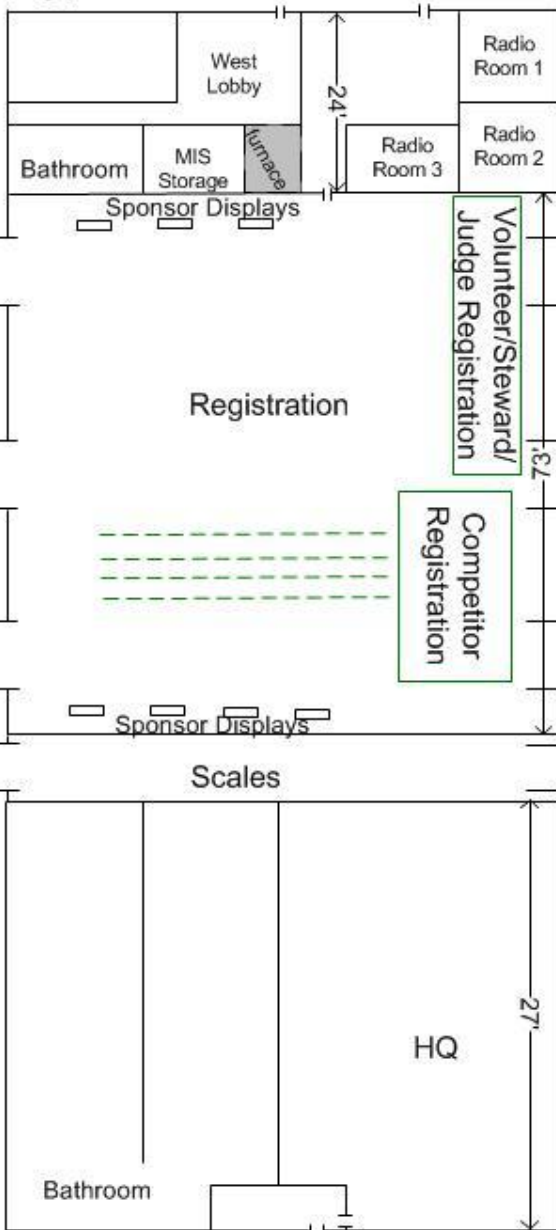 West
Lobby
Radio
Room 1
24'
Bathroom
MIS
Storage
furnace
Radio
Room 3
Radio
Room 2
Sponsor Displays
Volunteer/Steward/
Judge Registration
Registration
73'
Competitor
Registration
Sponsor Displays
Scales
27'
HQ
Bathroom